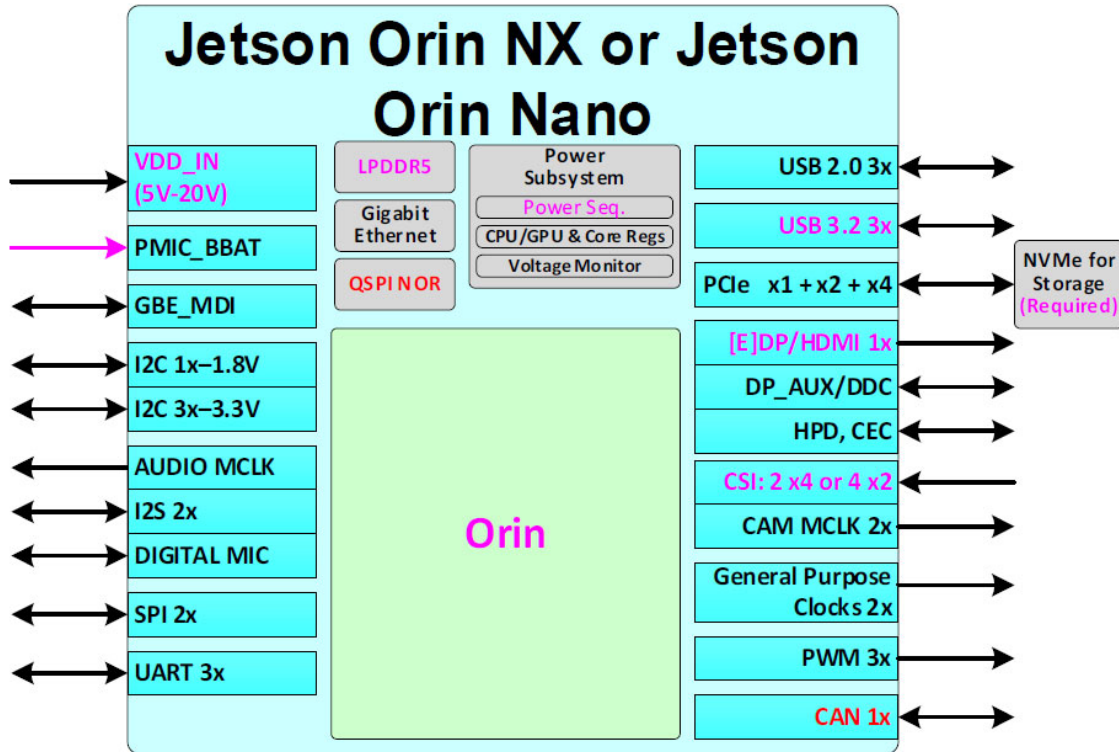 Jetson Orin NX or Jetson
Orin Nano
VDD_IN
(5V-20V)
PMIC_BBAT
GBE_MDI
I2C 1x–1.8V
I2C 3x–3.3V
AUDIO MCLK
I2S 2x
DIGITAL MIC
SPI 2x
UART 3x
LPDDR5
Gigabit
Ethernet
QSPI NOR
Power
Subsystem
Power Seq.
CPU/GPU & Core Regs
Voltage Monitor
Orin
USB 2.0 3x
USB 3.2 3x
PCIe x1 + x2 + x4
[E]DP/HDMI 1x
DP_AUX/DDC
HPD, CEC
CSI: 2 x4 or 4 x2
CAM MCLK 2x
General Purpose
Clocks 2x
PWM 3x
CAN 1x
NVMe for
Storage
(Required)